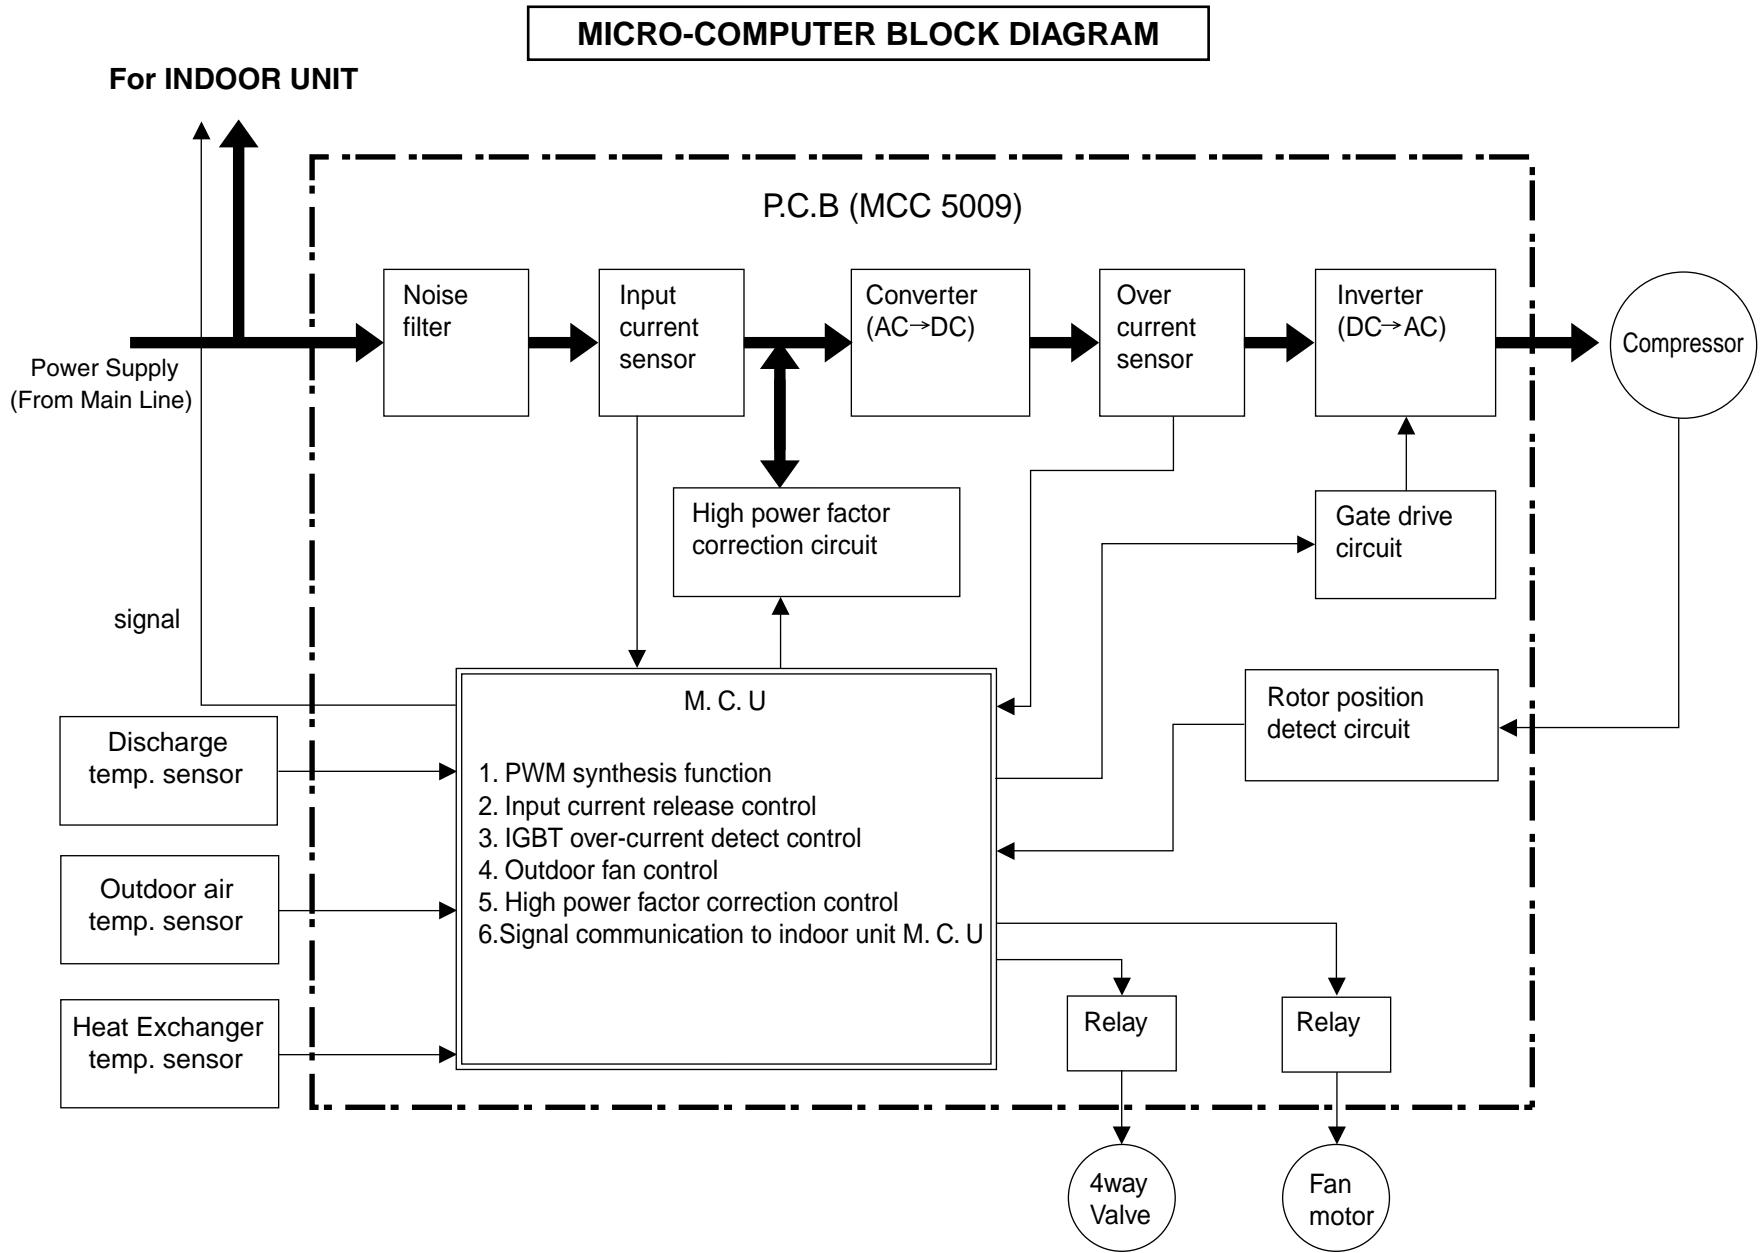 MICRO-COMPUTER BLOCK DIAGRAM
For INDOOR UNIT
P.C.B (MCC 5009)
Power Supply
(From Main Line)
Noise
filter
Input
current
sensor
Converter
(AC→DC)
Over
current
sensor
Inverter
(DC→AC)
Compressor
High power factor
correction circuit
Gate drive
circuit
signal
Rotor position
detect circuit
M. C. U
1. PWM synthesis function
2. Input current release control
3. IGBT over-current detect control
4. Outdoor fan control
5. High power factor correction control
6.Signal communication to indoor unit M. C. U
Discharge
temp. sensor
Outdoor air
temp. sensor
Heat Exchanger
temp. sensor
Relay
Relay
4way
Valve
Fan
motor